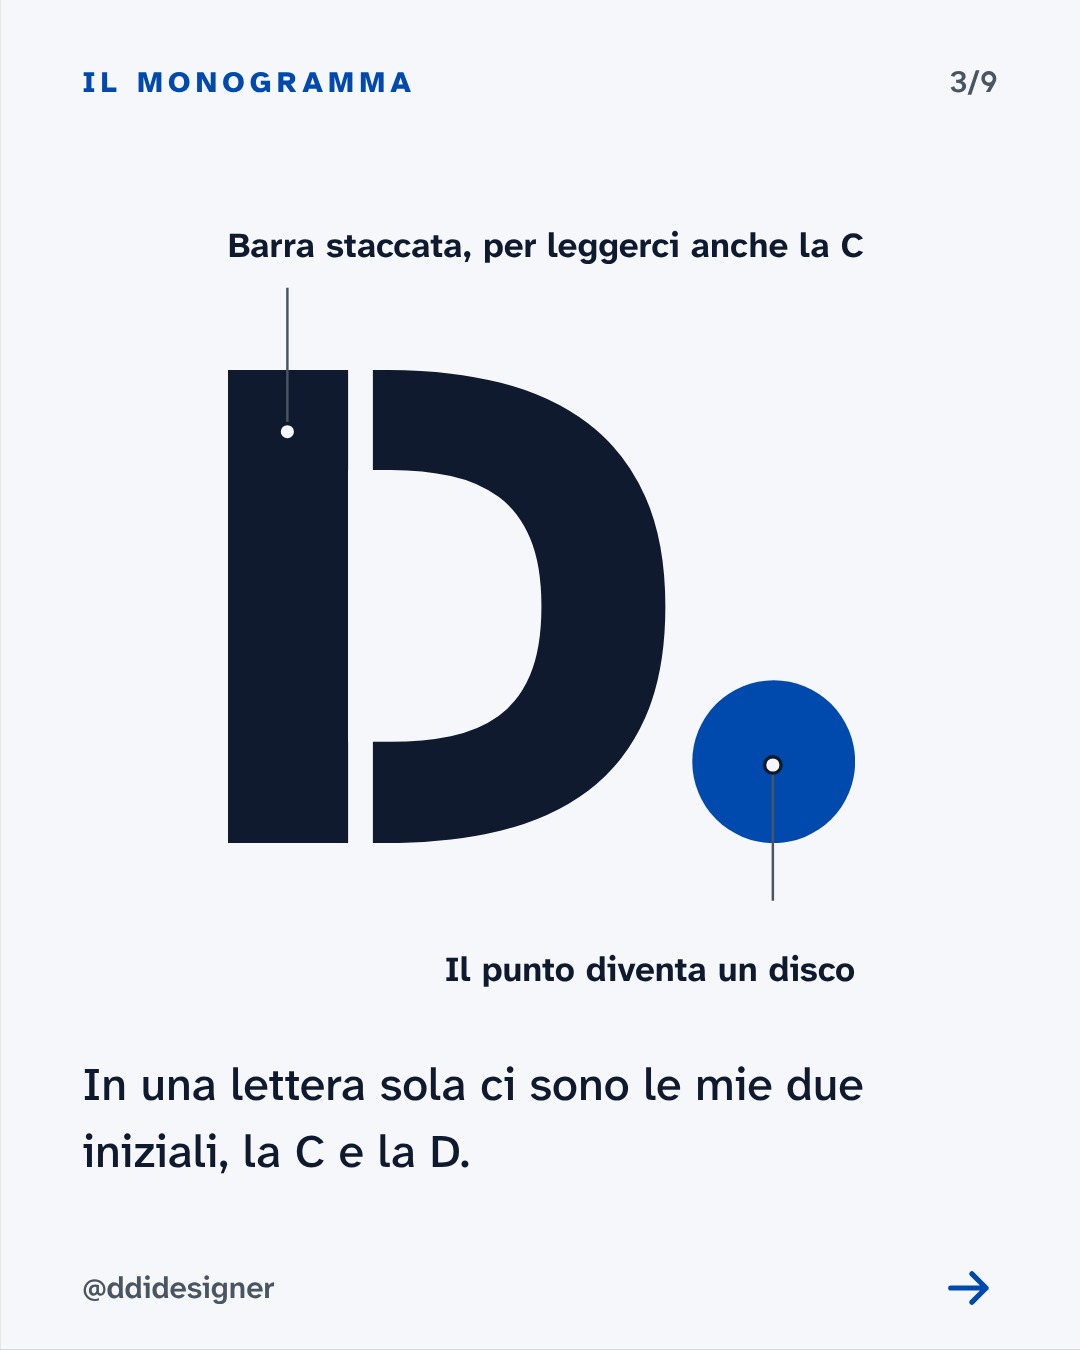 IL MONOGRAMMA
3/9
Barra staccata, per leggerci anche la C
D.
Il punto diventa un disco
In una lettera sola ci sono le mie due
iniziali, la C e la D.
@ddidesigner